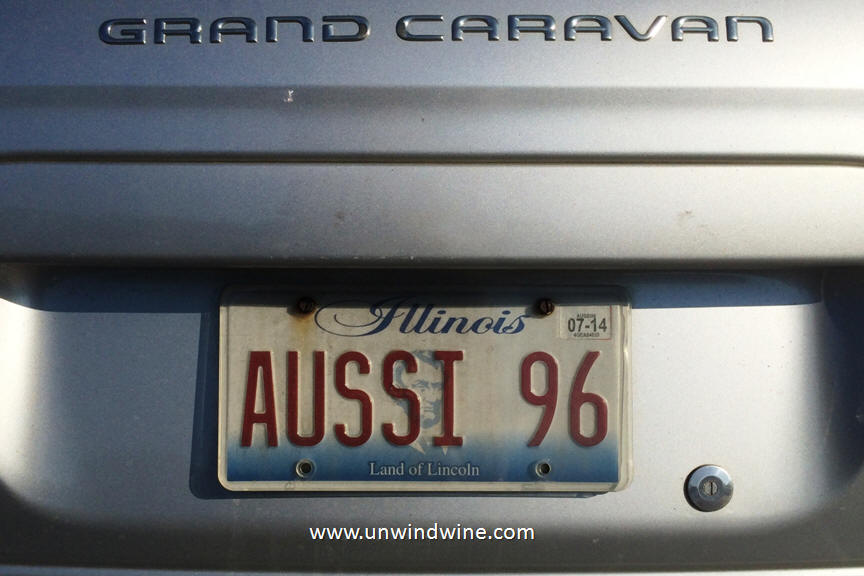 GRAND CARAVAN
Illinois
07-14
AUSSI 96
Land of Lincoln
www.unwindwine.com